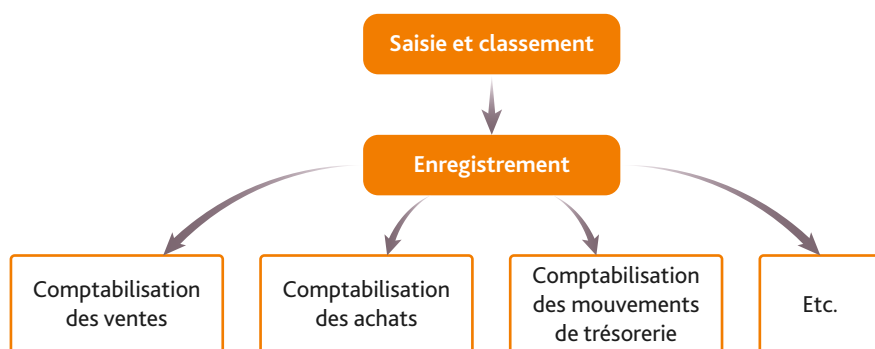 Saisie et classement
Enregistrement
Comptabilisation
des ventes
Comptabilisation
des achats
Comptabilisation
des mouvements
de trésorerie
Etc.